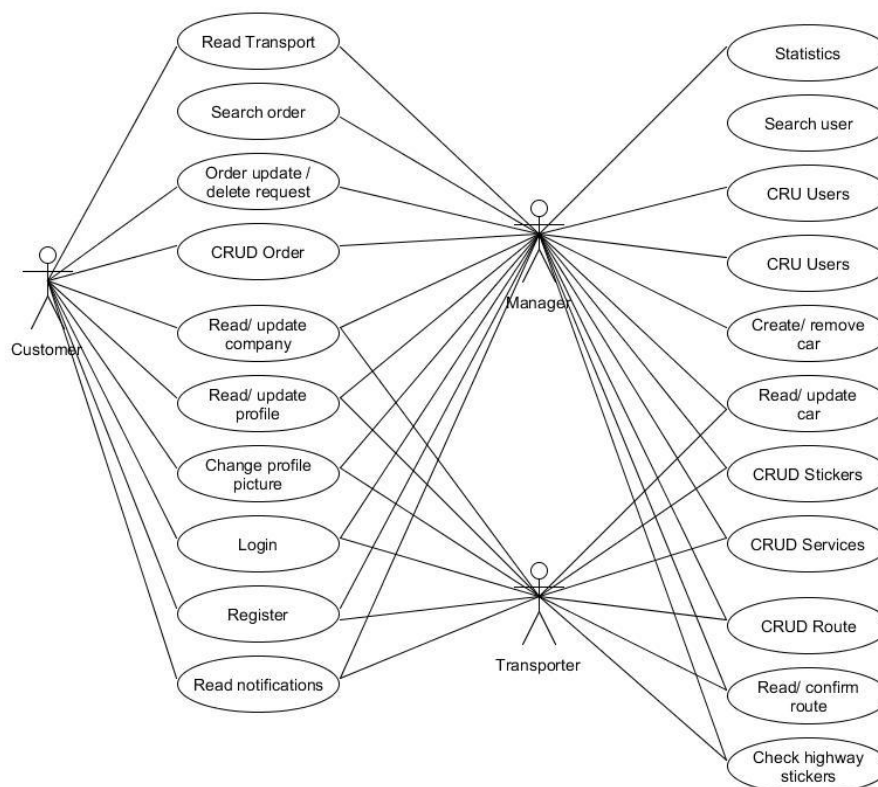 Read Transport
Search order
Order update /
delete request
CRUD Order
Read/ update
company
Read/ update
profile
Change profile
picture
Login
Register
Read notifications
Customer
Manager
Transporter
Statistics
Search user
CRU Users
CRU Users
Create/ remove
car
Read/ update
car
CRUD Stickers
CRUD Services
CRUD Route
Read/ confirm
route
Check highway
stickers